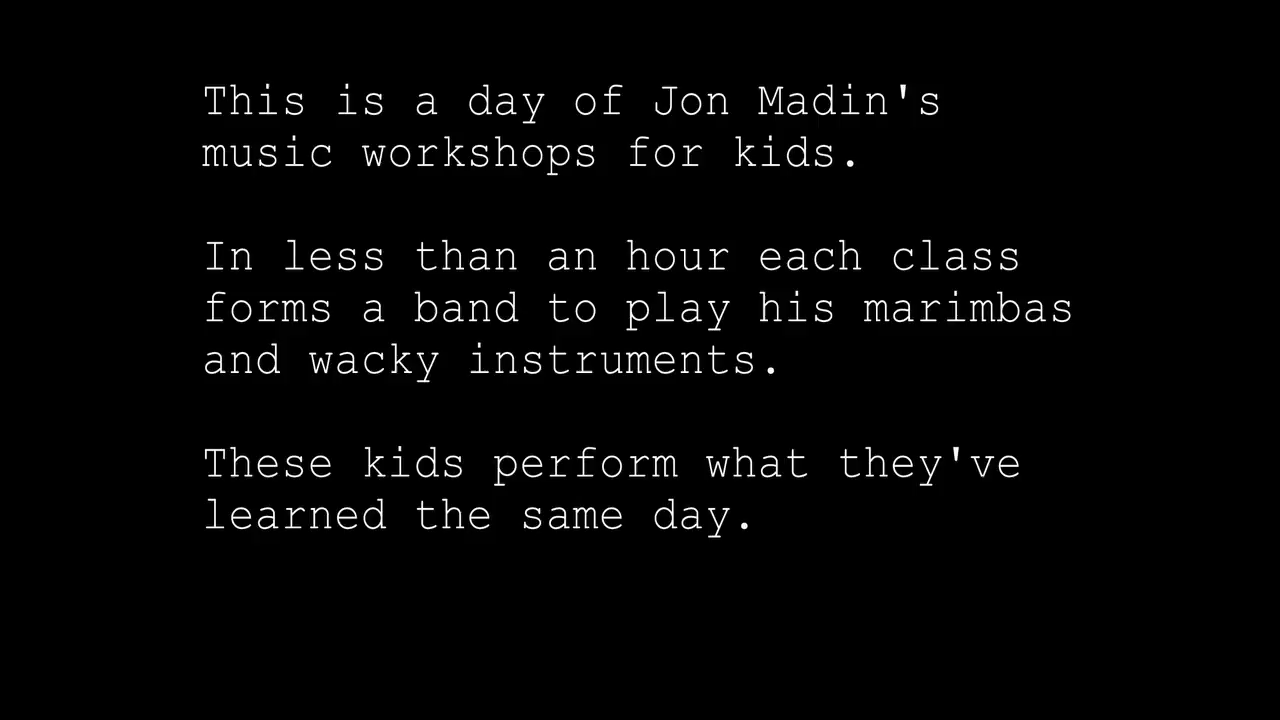 This is a day of Jon Madin's
music workshops for kids.
In less than an hour each class
forms a band to play his marimbas
and wacky instruments.
These kids perform what they've
learned the same day.